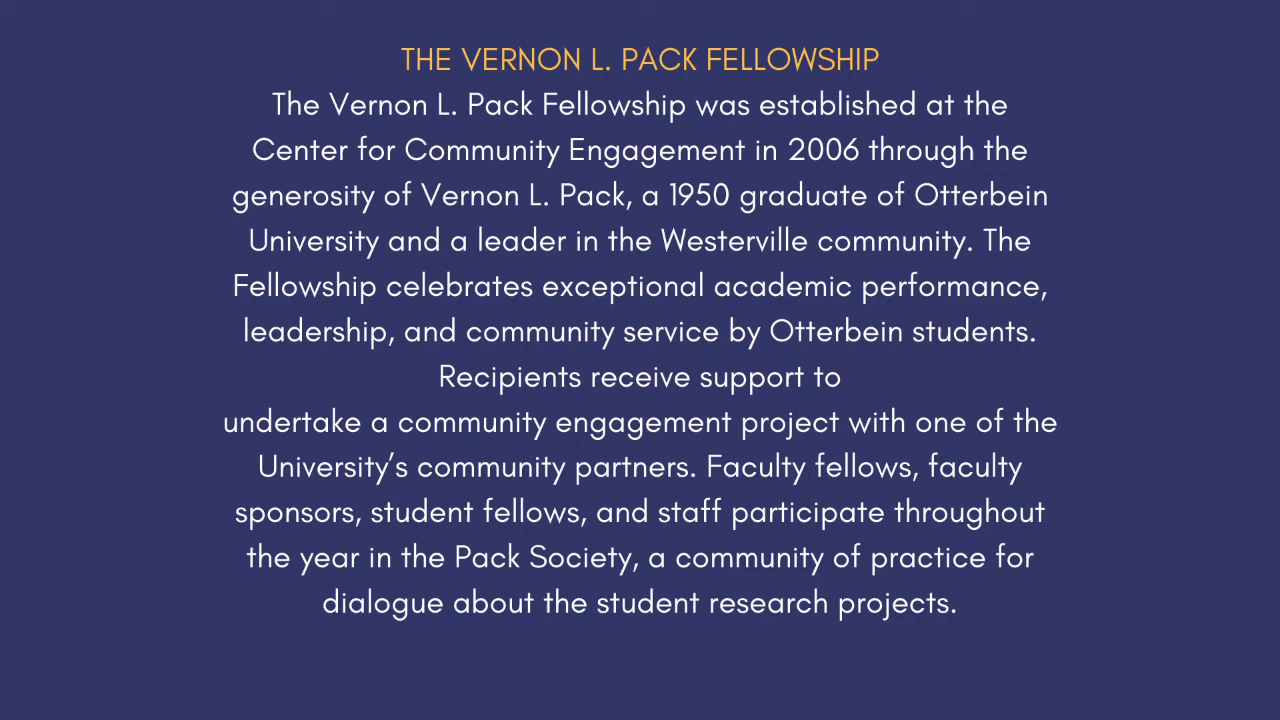 THE VERNON L. PACK FELLOWSHIP
The Vernon L. Pack Fellowship was established at the
Center for Community Engagement in 2006 through the
generosity of Vernon L. Pack, a 1950 graduate of Otterbein
University and a leader in the Westerville community. The
Fellowship celebrates exceptional academic performance,
leadership, and community service by Otterbein students.
Recipients receive support to
undertake a community engagement project with one of the
University’s community partners. Faculty fellows, faculty
sponsors, student fellows, and staff participate throughout
the year in the Pack Society, a community of practice for
dialogue about the student research projects.